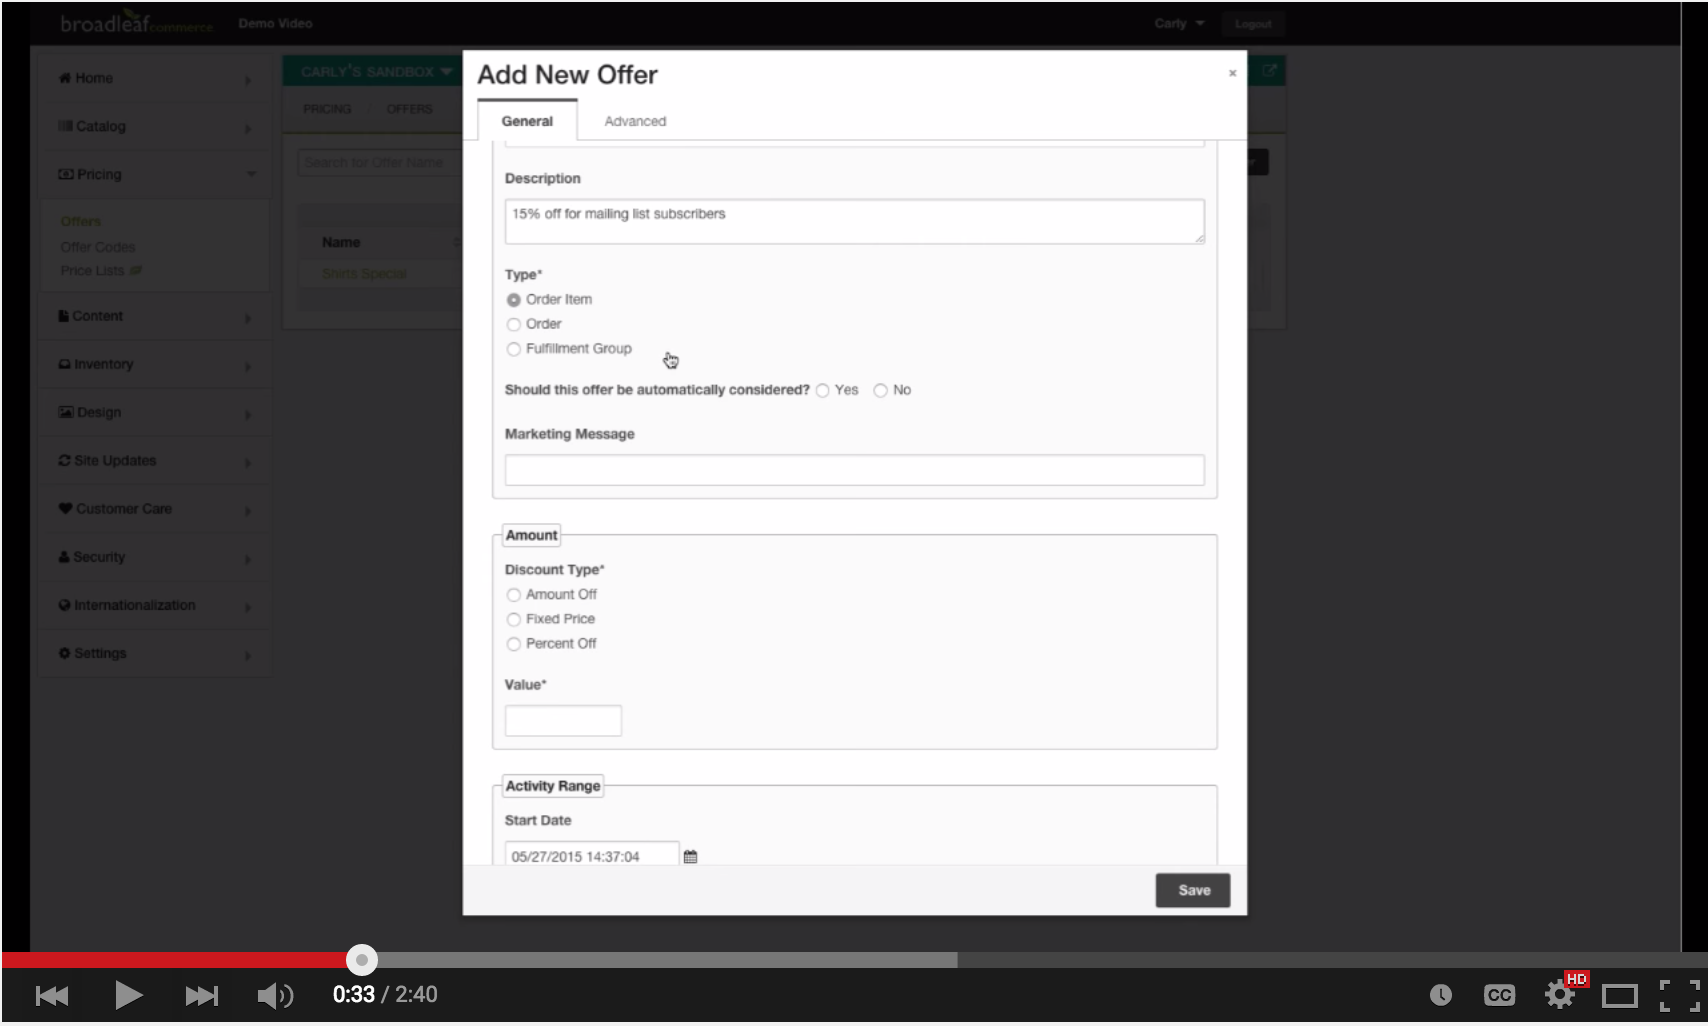 broadleafcommerce Demo Video Carly Logout
Home
Catalog
Pricing
Offers
Offer Codes
Price Lists
Content
Inventory
Design
Site Updates
Customer Care
Security
Internationalization
Settings
CARLY'S SANDBOX
PRICING / OFFERS
Search for Offer Name
Name
Shirts Special
Add New Offer ×
General Advanced
Description
15% off for mailing list subscribers
Type*
Order Item
Order
Fulfillment Group
Should this offer be automatically considered? Yes No
Marketing Message
Amount
Discount Type*
Amount Off
Fixed Price
Percent Off
Value*
Activity Range
Start Date
05/27/2015 14:37:04
Save
0:33 / 2:40 CC HD